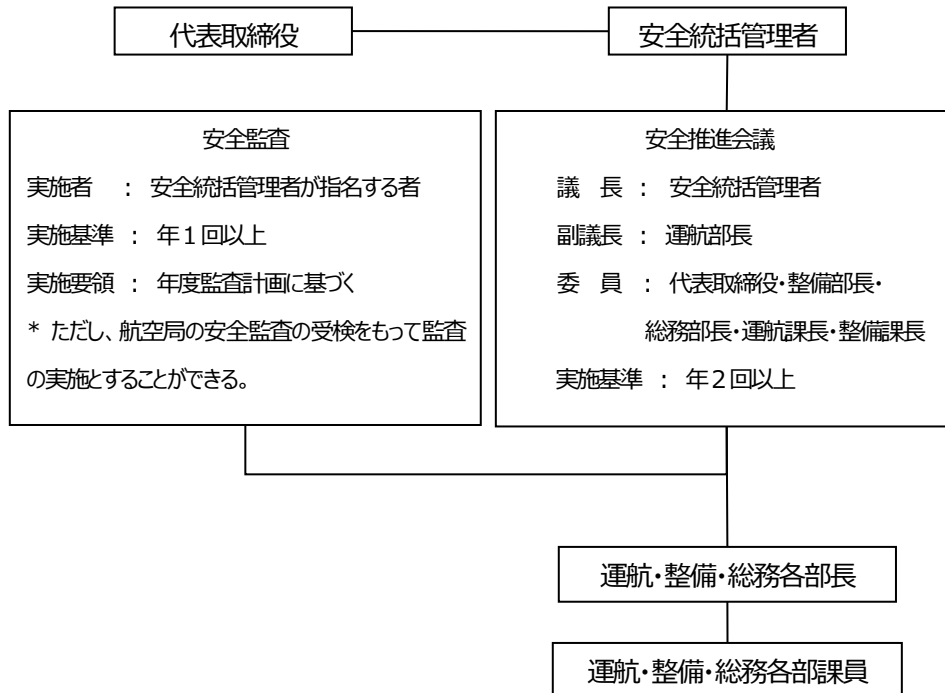 代表取締役
安全統括管理者
安全監査
実施者 : 安全統括管理者が指名する者
実施基準 : 年1回以上
実施要領 : 年度監査計画に基づく
* ただし、航空局の安全監査の受検をもって監査
の実施とすることができる。
安全推進会議
議 長 : 安全統括管理者
副議長 : 運航部長
委 員 : 代表取締役・整備部長・
総務部長・運航課長・整備課長
実施基準 : 年2回以上
運航・整備・総務各部長
運航・整備・総務各部課員